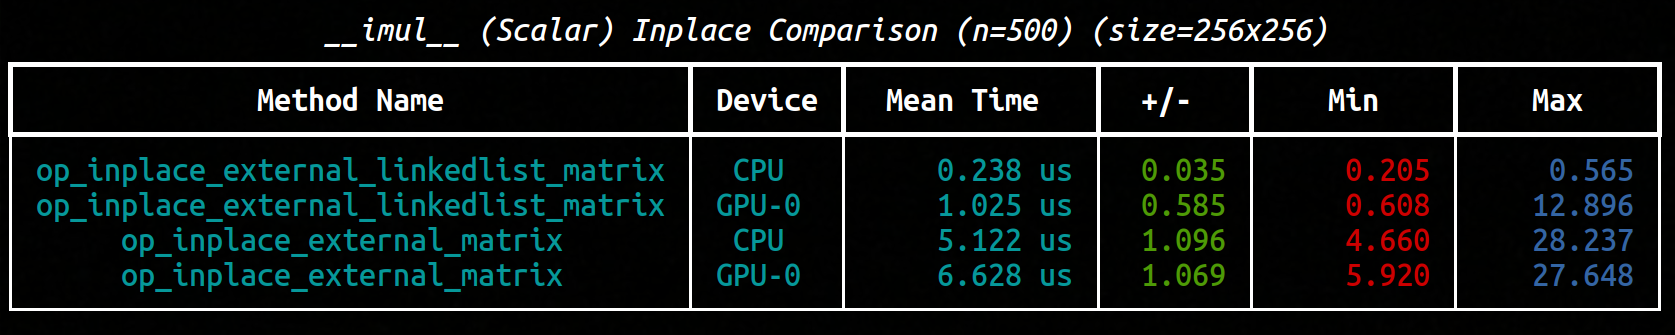 __imul__ (Scalar) Inplace Comparison (n=500) (size=256x256)
Method Name Device Mean Time +/- Min Max
op_inplace_external_linkedlist_matrix CPU 0.238 us 0.035 0.205 0.565
op_inplace_external_linkedlist_matrix GPU-0 1.025 us 0.585 0.608 12.896
op_inplace_external_matrix CPU 5.122 us 1.096 4.660 28.237
op_inplace_external_matrix GPU-0 6.628 us 1.069 5.920 27.648